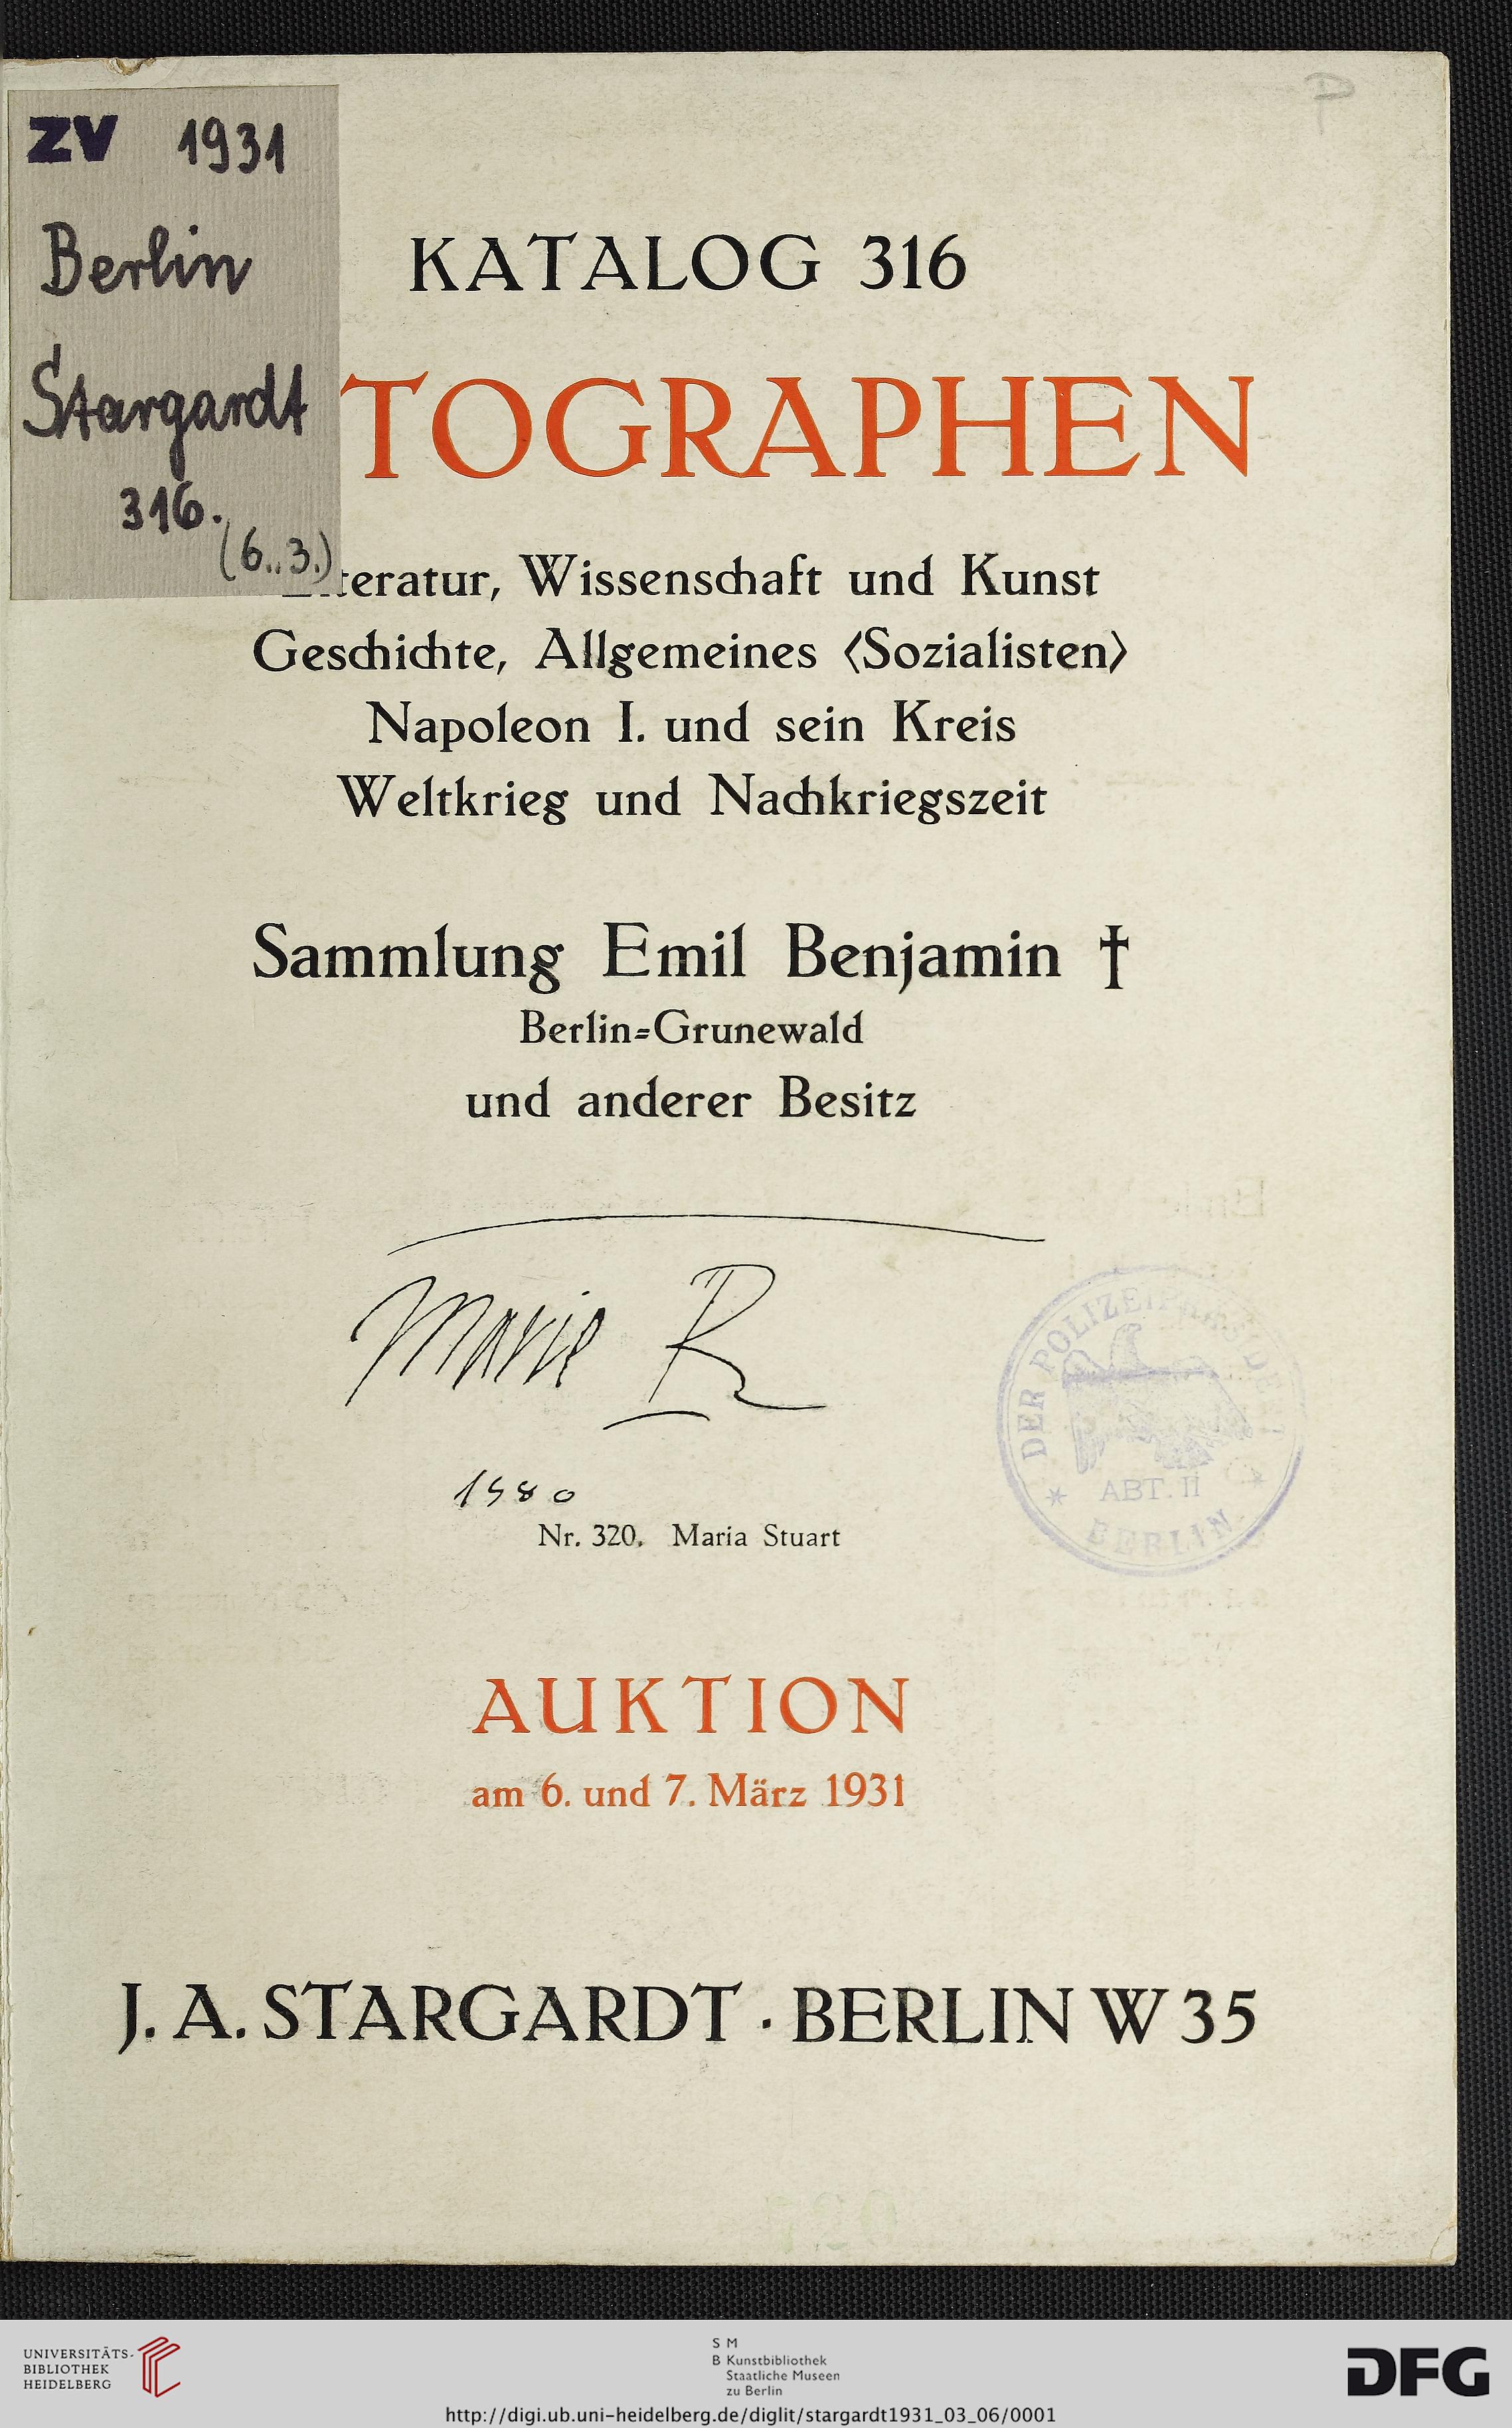 ZV 1931
Berlin
Stargardt
316.
(6.,3.)
KATALOG 316
TOGRAPHEN
teratur, Wissenschaft und Kunst
Geschichte, Allgemeines ‹Sozialisten›
Napoleon I. und sein Kreis
Weltkrieg und Nachkriegszeit
Sammlung Emil Benjamin †
Berlin-Grunewald
und anderer Besitz
Marie R
1580
Nr. 320. Maria Stuart
DER POLIZEIPRÄSIDENT
ABT. II
* BERLIN *
AUKTION
am 6. und 7. März 1931
J. A. STARGARDT · BERLIN W 35
UNIVERSITÄTS-
BIBLIOTHEK
HEIDELBERG
S M
B Kunstbibliothek
Staatliche Museen
zu Berlin
DFG
http://digi.ub.uni-heidelberg.de/diglit/stargardt1931_03_06/0001